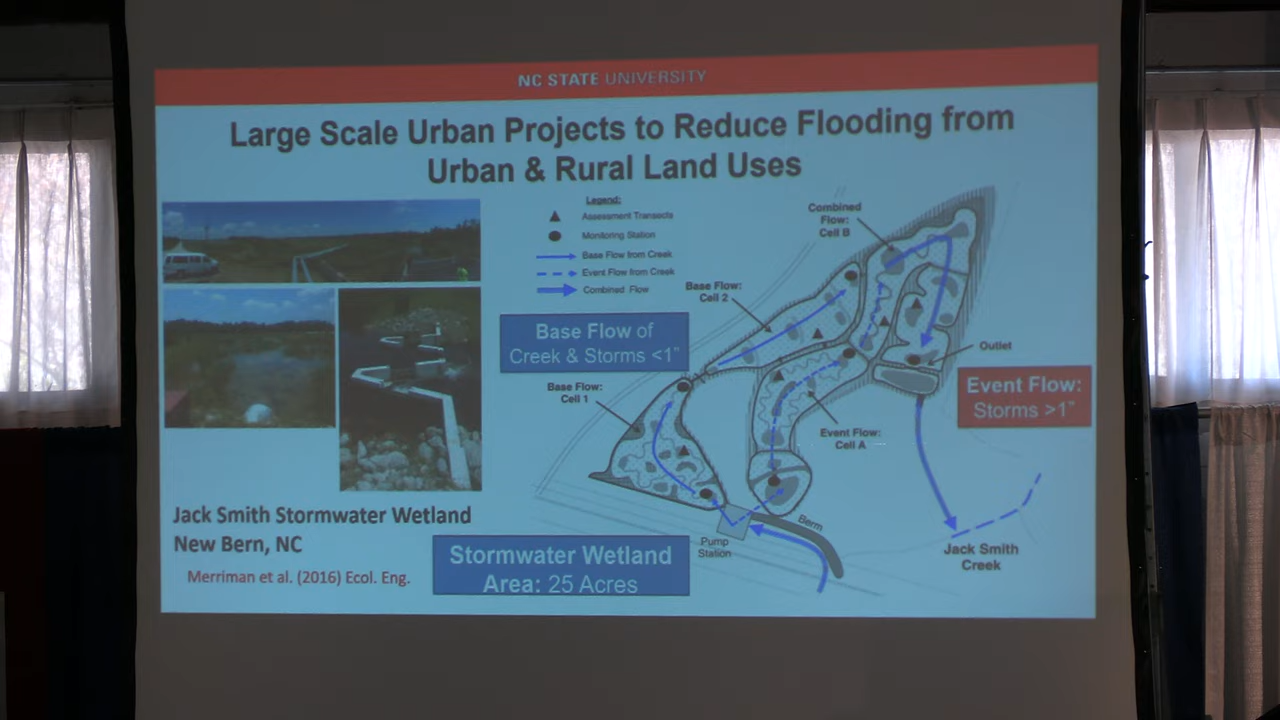 NC STATE UNIVERSITY
Large Scale Urban Projects to Reduce Flooding from
Urban & Rural Land Uses
Legend:
Assessment Transects
Monitoring Station
Base Flow from Creek
Event Flow from Creek
Combined Flow
Combined
Flow:
Cell B
Base Flow:
Cell 2
Base Flow of
Creek & Storms <1"
Outlet
Base Flow:
Cell 1
Event Flow:
Storms >1"
Event Flow:
Cell A
Jack Smith Stormwater Wetland
New Bern, NC
Merriman et al. (2016) Ecol. Eng.
Stormwater Wetland
Area: 25 Acres
Pump
Station
Berm
Jack Smith
Creek